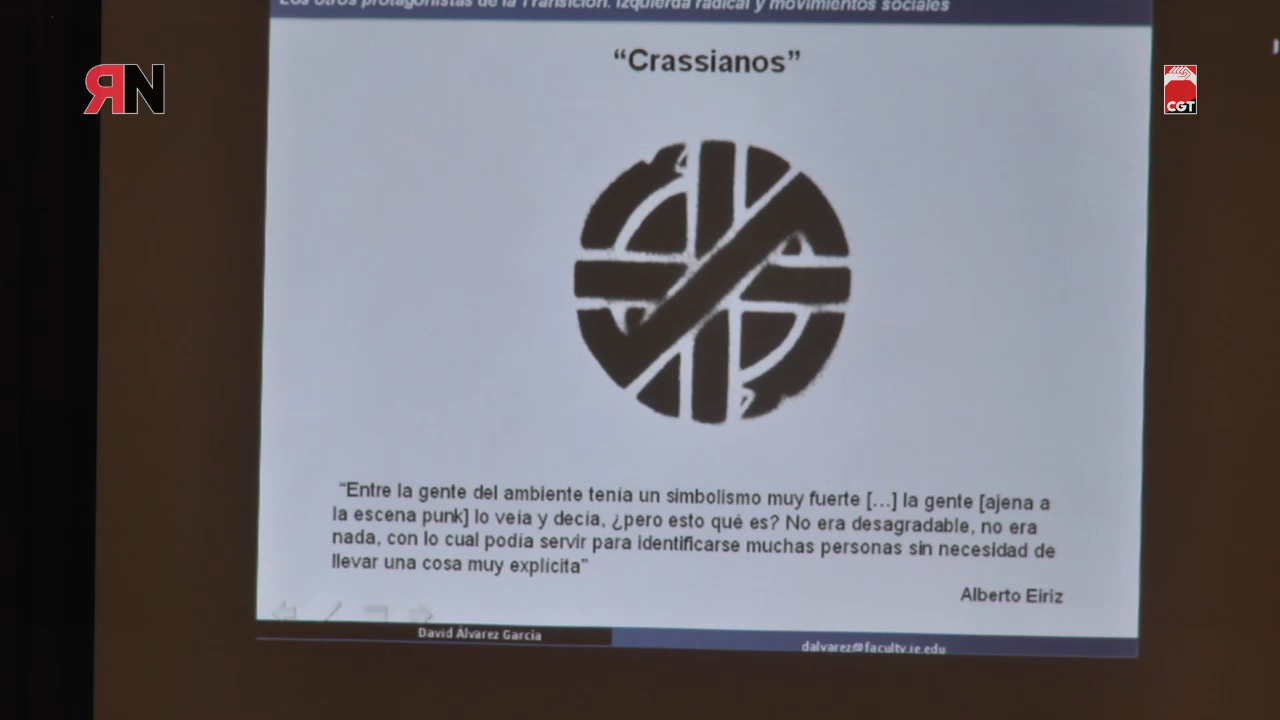 Los otros protagonistas de la Transición. Izquierda radical y movimientos sociales
“Crassianos”
ЯN
CGT
“Entre la gente del ambiente tenía un simbolismo muy fuerte [...] la gente [ajena a
la escena punk] lo veía y decía, ¿pero esto qué es? No era desagradable, no era
nada, con lo cual podía servir para identificarse muchas personas sin necesidad de
llevar una cosa muy explícita”
Alberto Eiriz
David Álvarez García
dalvarez@faculty.ie.edu